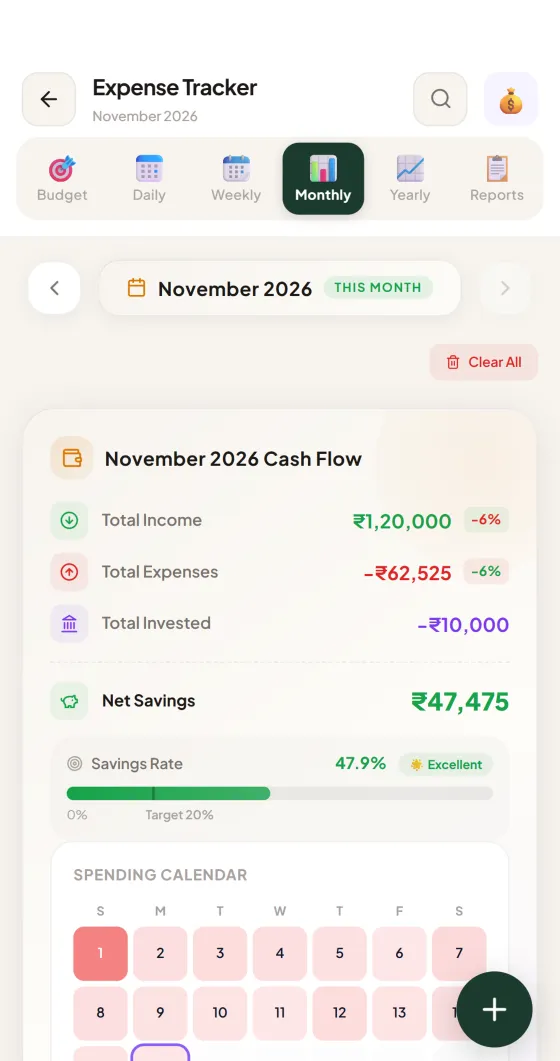 Expense Tracker
November 2026
Budget Daily Weekly Monthly Yearly Reports
November 2026 THIS MONTH
Clear All
November 2026 Cash Flow
Total Income ₹1,20,000 -6%
Total Expenses -₹62,525 -6%
Total Invested -₹10,000
Net Savings ₹47,475
Savings Rate 47.9% Excellent
0% Target 20%
SPENDING CALENDAR
S M T W T F S
1 2 3 4 5 6 7
8 9 10 11 12 13